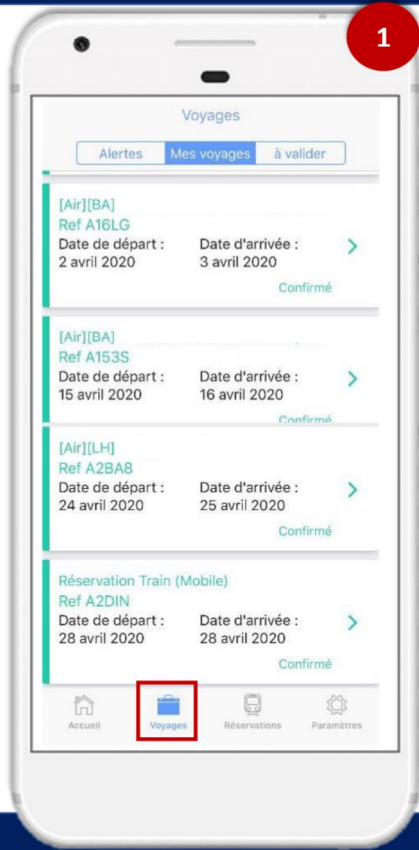 1
Voyages
Alertes Mes voyages à valider
[Air][BA]
Ref A16LG
Date de départ : Date d'arrivée :
2 avril 2020 3 avril 2020
Confirmé
[Air][BA]
Ref A153S
Date de départ : Date d'arrivée :
15 avril 2020 16 avril 2020
Confirmé
[Air][LH]
Ref A2BA8
Date de départ : Date d'arrivée :
24 avril 2020 25 avril 2020
Confirmé
Réservation Train (Mobile)
Ref A2DIN
Date de départ : Date d'arrivée :
28 avril 2020 28 avril 2020
Confirmé
Accueil Voyages Réservations Paramètres